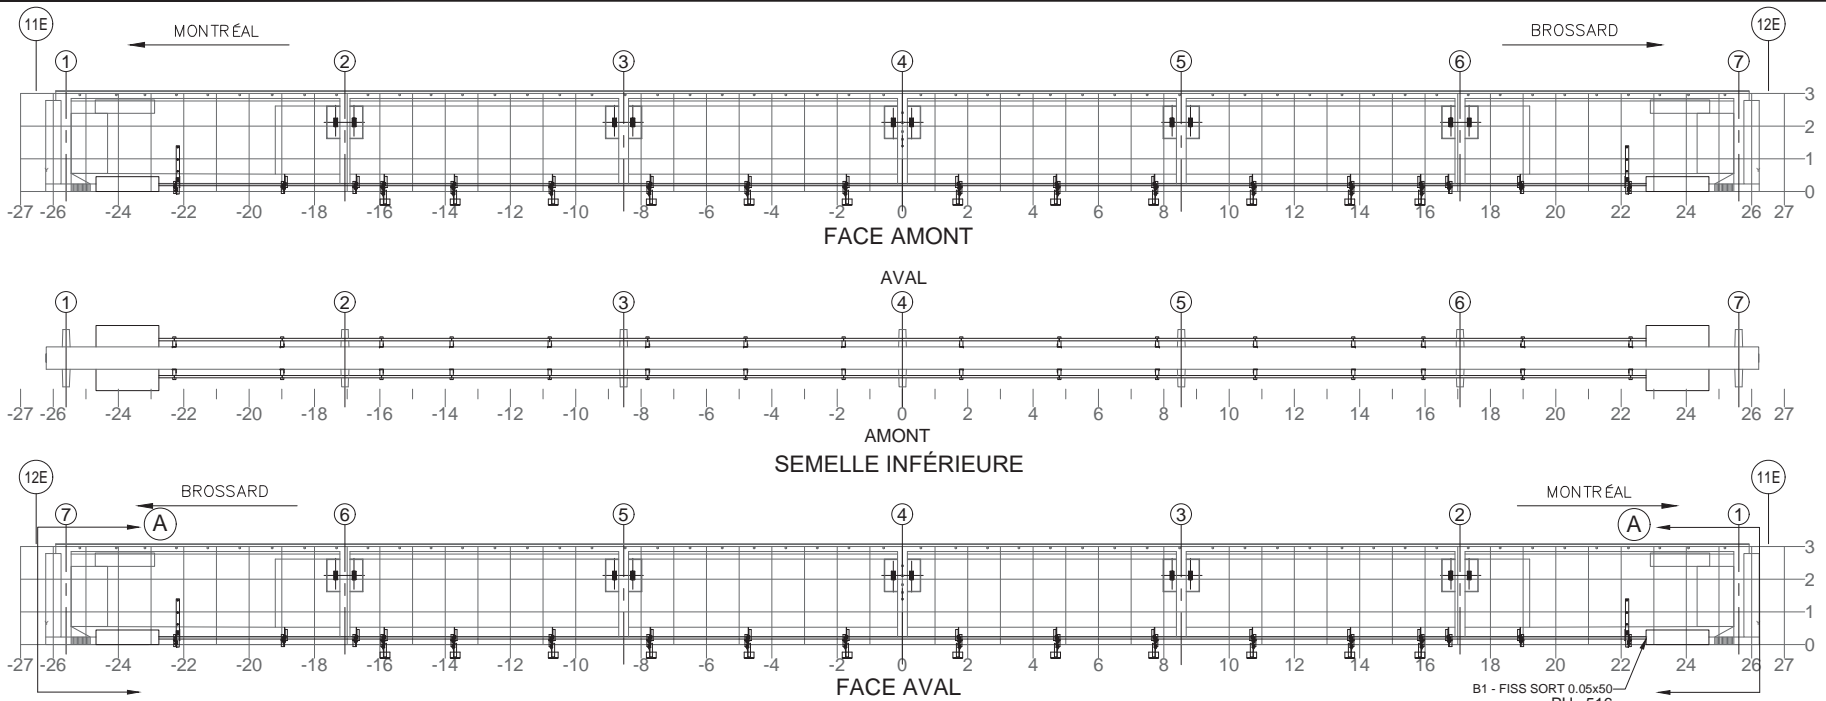 11E 12E
MONTRÉAL BROSSARD
1 2 3 4 5 6 7
3
2
1
0
-27 -26 -24 -22 -20 -18 -16 -14 -12 -10 -8 -6 -4 -2 0 2 4 6 8 10 12 14 16 18 20 22 24 26 27
FACE AMONT
AVAL
1 2 3 4 5 6 7
-27 -26 -24 -22 -20 -18 -16 -14 -12 -10 -8 -6 -4 -2 0 2 4 6 8 10 12 14 16 18 20 22 24 26 27
AMONT
SEMELLE INFÉRIEURE
12E 11E
BROSSARD MONTRÉAL
7 6 5 4 3 2 1
A A
3
2
1
0
-27 -26 -24 -22 -20 -18 -16 -14 -12 -10 -8 -6 -4 -2 0 2 4 6 8 10 12 14 16 18 20 22 24 26 27
FACE AVAL
B1 - FISS SORT 0.05x50